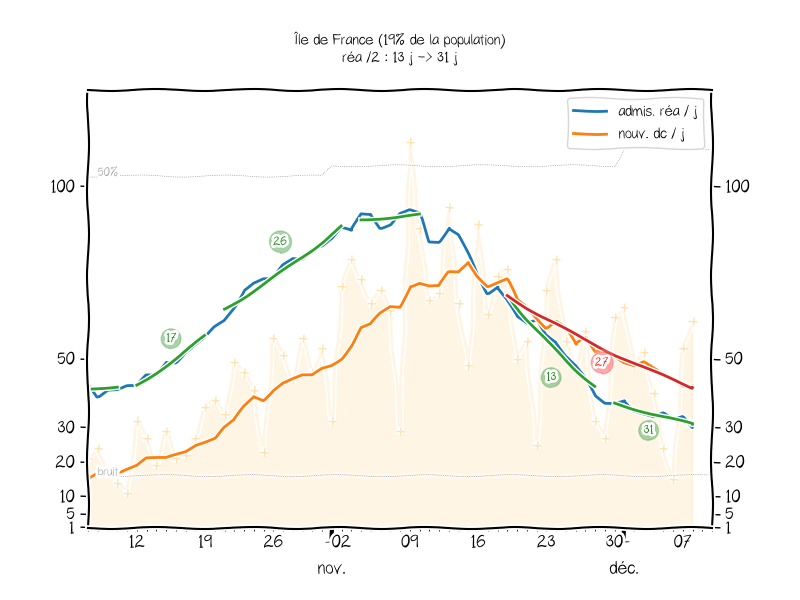 Île de France (19% de la population)
réa /2 : 13 j -> 31 j
admis. réa / j
nouv. dc / j
50%
100
100
26
17
50
50
27
13
30
31
30
20
20
bruit
10
10
5
5
1
1
12 19 26 02 09 16 23 30 07
nov. déc.